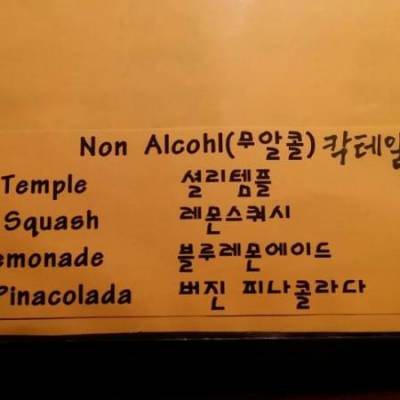 Non Alcohl(무알콜) 칵테일
Temple 셜리템플
Squash 레몬스쿼시
emonade 블루레몬에이드
Pinacolada 버진 피나콜라다